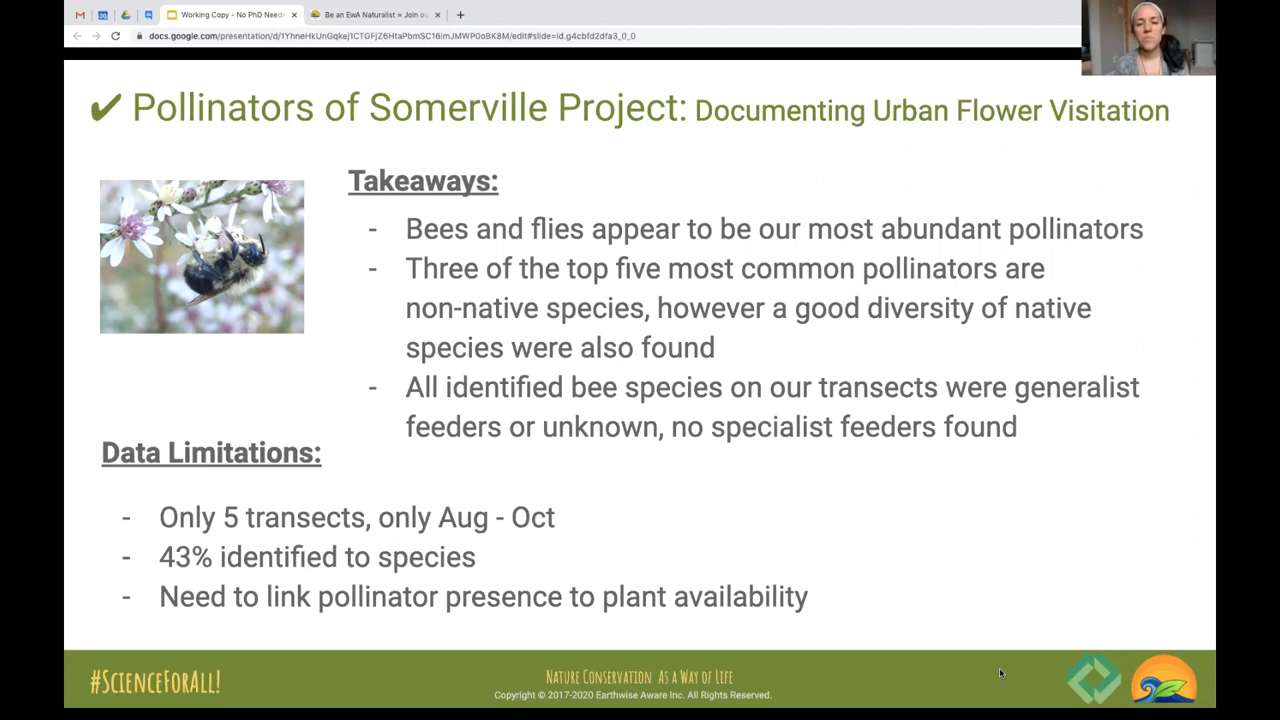 Working Copy - No PhD Need
Be an EwA Naturalist » Join ou
docs.google.com/presentation/d/1YhneHkUnGqkej1CTGFjZ6HtaPbmSC16imJMWP0oBK8M/edit#slide=id.g4cbfd2dfa3_0_0
✔ Pollinators of Somerville Project: Documenting Urban Flower Visitation
Takeaways:
- Bees and flies appear to be our most abundant pollinators
- Three of the top five most common pollinators are
non-native species, however a good diversity of native
species were also found
- All identified bee species on our transects were generalist
feeders or unknown, no specialist feeders found
Data Limitations:
- Only 5 transects, only Aug - Oct
- 43% identified to species
- Need to link pollinator presence to plant availability
#ScienceForAll!
Nature Conservation As a Way of Life
Copyright © 2017-2020 Earthwise Aware Inc. All Rights Reserved.